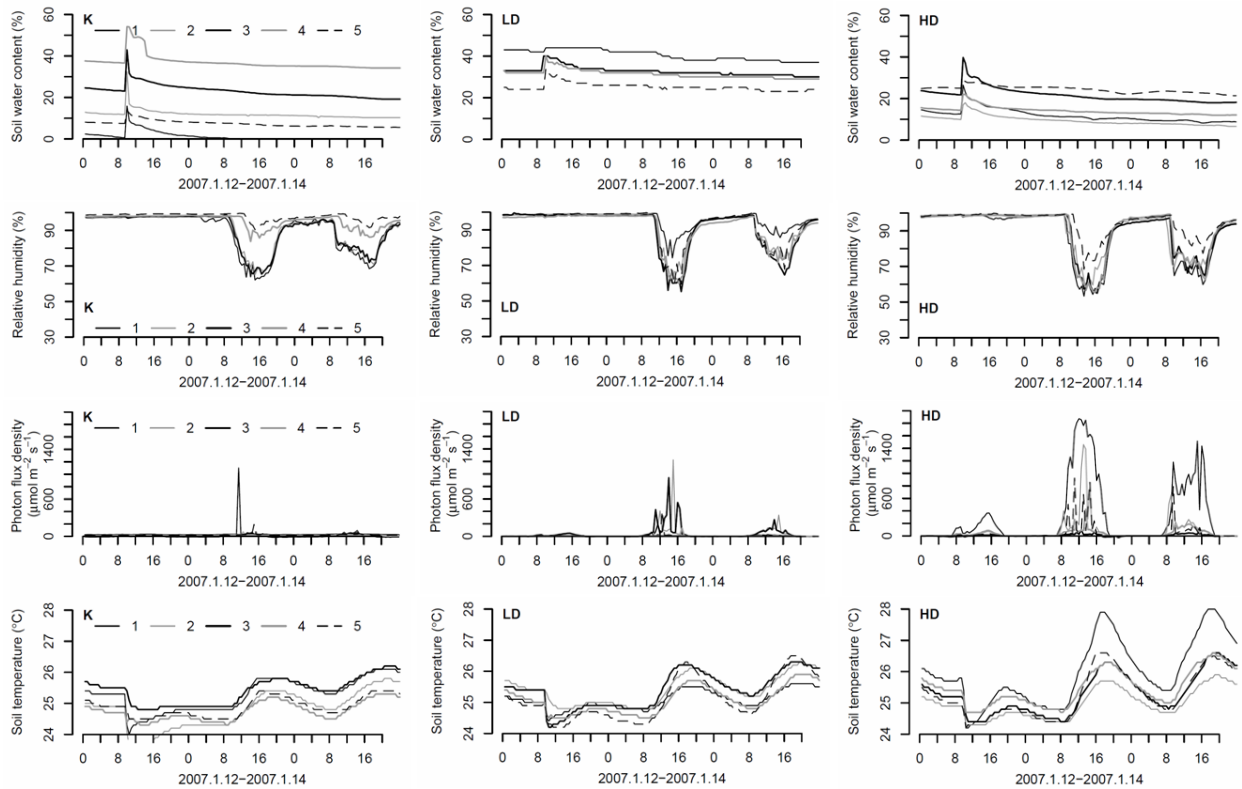 K
1 2 3 4 5
Soil water content (%)
0 20 40 60
0 8 16 0 8 16 0 8 16
2007.1.12−2007.1.14
LD
Soil water content (%)
0 20 40 60
0 8 16 0 8 16 0 8 16
2007.1.12−2007.1.14
HD
Soil water content (%)
0 20 40 60
0 8 16 0 8 16 0 8 16
2007.1.12−2007.1.14
Relative humidity (%)
30 50 70 90
K
1 2 3 4 5
0 8 16 0 8 16 0 8 16
2007.1.12−2007.1.14
Relative humidity (%)
30 50 70 90
LD
0 8 16 0 8 16 0 8 16
2007.1.12−2007.1.14
Relative humidity (%)
30 50 70 90
HD
0 8 16 0 8 16 0 8 16
2007.1.12−2007.1.14
K
1 2 3 4 5
Photon flux density
(μmol m−2 s−1)
0 600 1400
0 8 16 0 8 16 0 8 16
2007.1.12−2007.1.14
LD
Photon flux density
(μmol m−2 s−1)
0 600 1400
0 8 16 0 8 16 0 8 16
2007.1.12−2007.1.14
HD
Photon flux density
(μmol m−2 s−1)
0 600 1400
0 8 16 0 8 16 0 8 16
2007.1.12−2007.1.14
K
1 2 3 4 5
Soil temperature (°C)
24 25 26 27 28
0 8 16 0 8 16 0 8 16
2007.1.12−2007.1.14
LD
Soil temperature (°C)
24 25 26 27 28
0 8 16 0 8 16 0 8 16
2007.1.12−2007.1.14
HD
Soil temperature (°C)
24 25 26 27 28
0 8 16 0 8 16 0 8 16
2007.1.12−2007.1.14